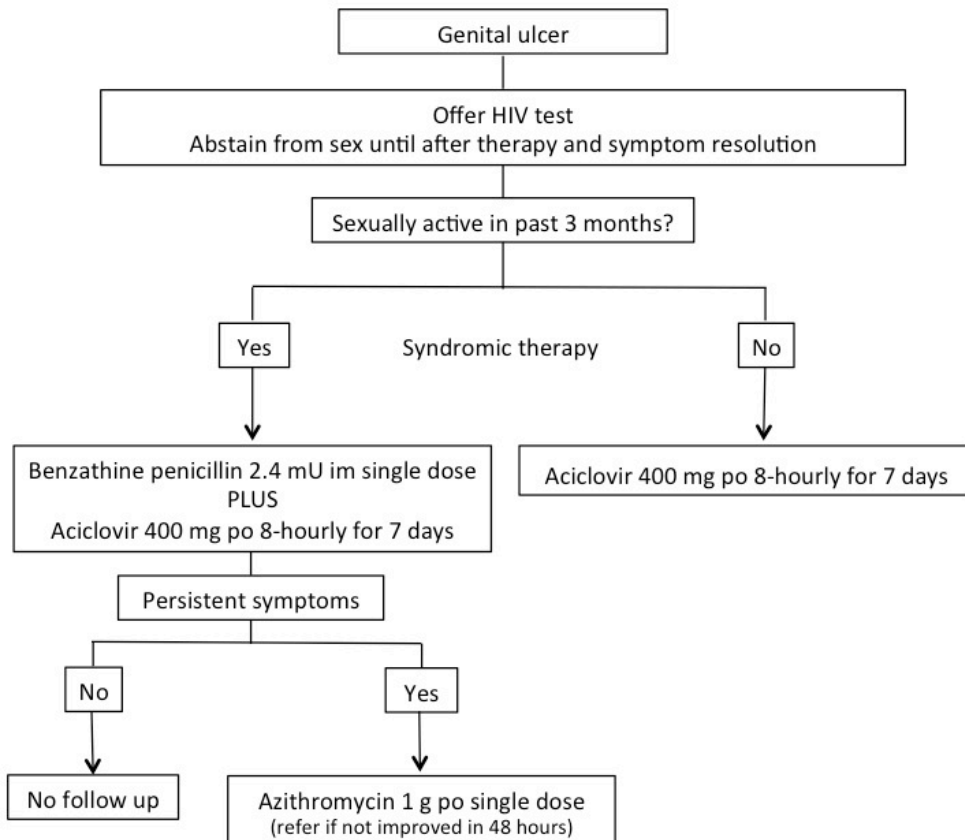 Genital ulcer
Offer HIV test
Abstain from sex until after therapy and symptom resolution
Sexually active in past 3 months?
Yes
Syndromic therapy
No
Benzathine penicillin 2.4 mU im single dose
PLUS
Aciclovir 400 mg po 8-hourly for 7 days
Aciclovir 400 mg po 8-hourly for 7 days
Persistent symptoms
No
Yes
No follow up
Azithromycin 1 g po single dose
(refer if not improved in 48 hours)